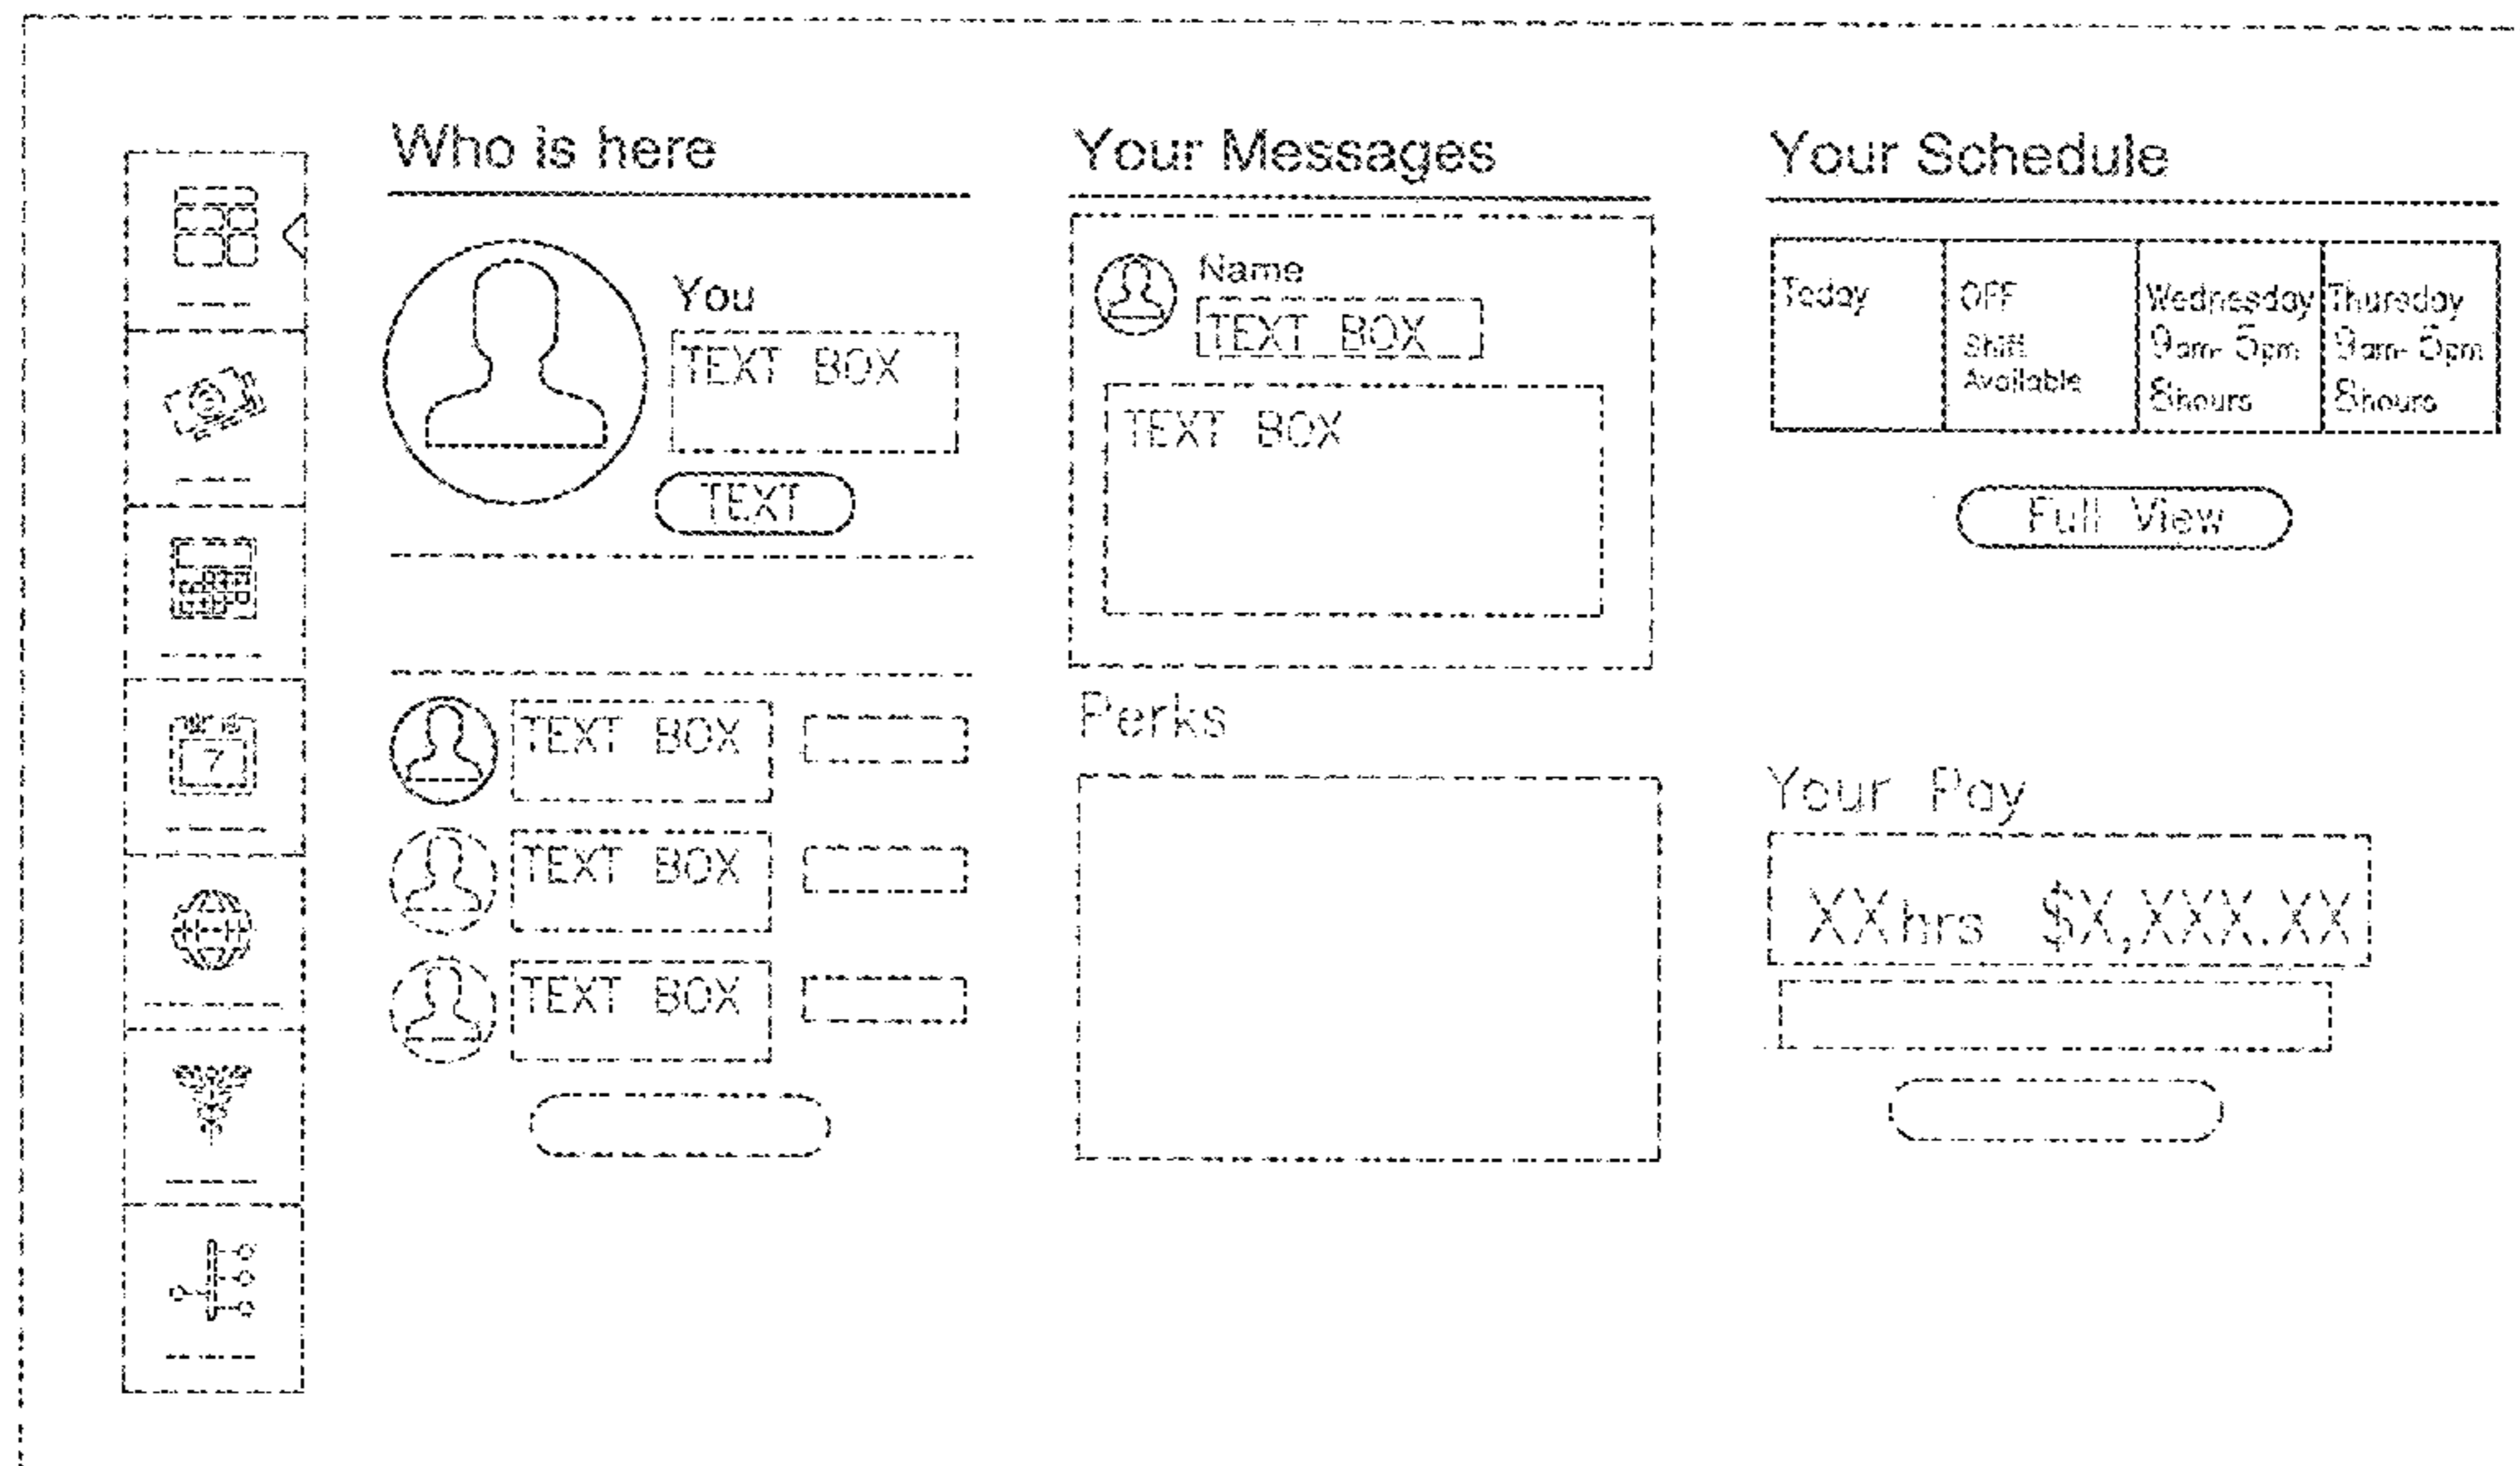 Who is here
You
TEXT BOX
TEXT
TEXT BOX
TEXT BOX
TEXT BOX
Your Messages
Name
TEXT BOX
TEXT BOX
Perks
Your Schedule
Today
OFF
Shift
Available
Wednesday
9am- 5pm
8hours
Thursday
9am- 5pm
8hours
Full View
Your Pay
XXhrs $X,XXX.XX
7